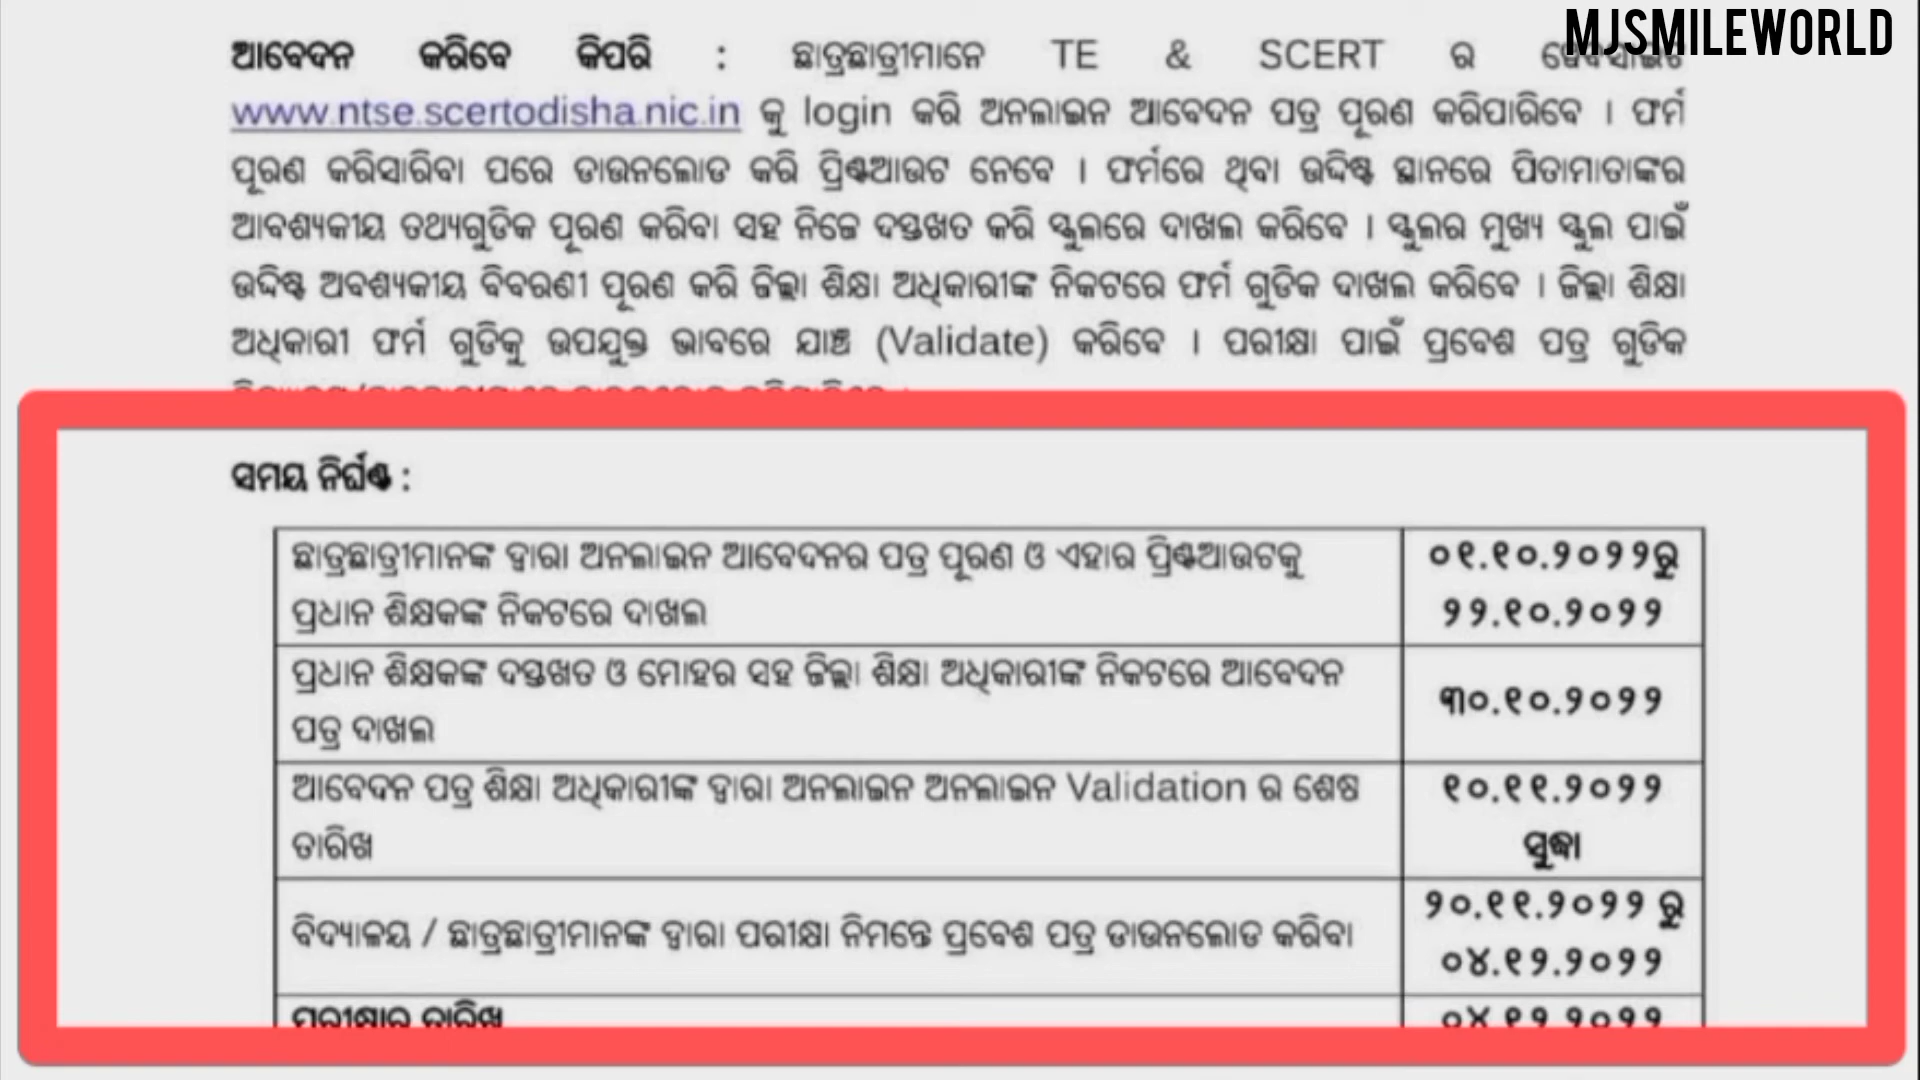 MJSMILEWORLD
ଆବେଦନ କରିବେ କିପରି : ଛାତ୍ରଛାତ୍ରୀମାନେ TE & SCERT ର
www.ntse.scertodisha.nic.in କୁ login କରି ଅନଲାଇନ ଆବେଦନ ପତ୍ର ପୂରଣ କରିପାରିବେ । ଫର୍ମ
ପୂରଣ କରିସାରିବା ପରେ ଡାଉନଲୋଡ କରି ପ୍ରିଣ୍ଟଆଉଟ ନେବେ । ଫର୍ମରେ ଥିବା ଉଦ୍ଦିଷ୍ଟ ସ୍ଥାନରେ ପିତାମାତାଙ୍କର
ଆବଶ୍ୟକୀୟ ତଥ୍ୟଗୁଡିକ ପୂରଣ କରିବା ସହ ନିଜେ ଦସ୍ତଖତ କରି ସ୍କୁଲରେ ଦାଖଲ କରିବେ । ସ୍କୁଲର ମୁଖ୍ୟ ସ୍କୁଲ ପାଇଁ
ଉଦ୍ଦିଷ୍ଟ ଅବଶ୍ୟକୀୟ ବିବରଣୀ ପୂରଣ କରି ଜିଲ୍ଲା ଶିକ୍ଷା ଅଧିକାରୀଙ୍କ ନିକଟରେ ଫର୍ମ ଗୁଡିକ ଦାଖଲ କରିବେ । ଜିଲ୍ଲା ଶିକ୍ଷା
ଅଧିକାରୀ ଫର୍ମ ଗୁଡିକୁ ଉପଯୁକ୍ତ ଭାବରେ ଯାଞ୍ଚ (Validate) କରିବେ । ପରୀକ୍ଷା ପାଇଁ ପ୍ରବେଶ ପତ୍ର ଗୁଡିକ
ସମୟ ନିର୍ଘଣ୍ଟ :
ଛାତ୍ରଛାତ୍ରୀମାନଙ୍କ ଦ୍ୱାରା ଅନଲାଇନ ଆବେଦନର ପତ୍ର ପୂରଣ ଓ ଏହାର ପ୍ରିଣ୍ଟଆଉଟକୁ
ପ୍ରଧାନ ଶିକ୍ଷକଙ୍କ ନିକଟରେ ଦାଖଲ
୦୧.୧୦.୨୦୨୨ରୁ
୨୨.୧୦.୨୦୨୨
ପ୍ରଧାନ ଶିକ୍ଷକଙ୍କ ଦସ୍ତଖତ ଓ ମୋହର ସହ ଜିଲ୍ଲା ଶିକ୍ଷା ଅଧିକାରୀଙ୍କ ନିକଟରେ ଆବେଦନ
ପତ୍ର ଦାଖଲ
୩୦.୧୦.୨୦୨୨
ଆବେଦନ ପତ୍ର ଶିକ୍ଷା ଅଧିକାରୀଙ୍କ ଦ୍ୱାରା ଅନଲାଇନ ଅନଲାଇନ Validation ର ଶେଷ
ତାରିଖ
୧୦.୧୧.୨୦୨୨
ସୁଦ୍ଧା
ବିଦ୍ୟାଳୟ / ଛାତ୍ରଛାତ୍ରୀମାନଙ୍କ ଦ୍ୱାରା ପରୀକ୍ଷା ନିମନ୍ତେ ପ୍ରବେଶ ପତ୍ର ଡାଉନଲୋଡ କରିବା
୨୦.୧୧.୨୦୨୨ ରୁ
୦୪.୧୨.୨୦୨୨
ପରୀକ୍ଷାର ତାରିଖ
୦୪.୧୨.୨୦୨୨